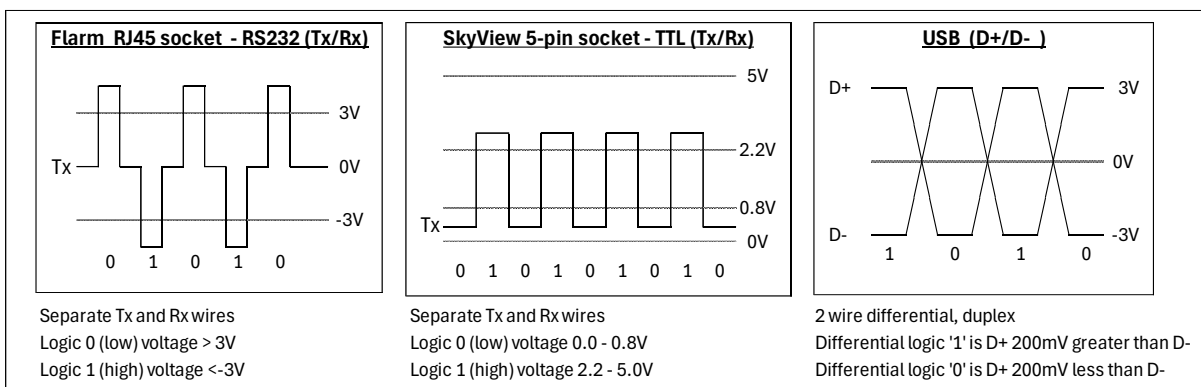 Flarm RJ45 socket - RS232 (Tx/Rx)
3V
Tx
0V
-3V
0 1 0 1 0
Separate Tx and Rx wires
Logic 0 (low) voltage > 3V
Logic 1 (high) voltage <-3V
SkyView 5-pin socket - TTL (Tx/Rx)
5V
2.2V
0.8V
Tx
0V
0 1 0 1 0 1 0 1 0
Separate Tx and Rx wires
Logic 0 (low) voltage 0.0 - 0.8V
Logic 1 (high) voltage 2.2 - 5.0V
USB (D+/D- )
D+ 3V
0V
D- -3V
1 0 1 0
2 wire differential, duplex
Differential logic '1' is D+ 200mV greater than D-
Differential logic '0' is D+ 200mV less than D-